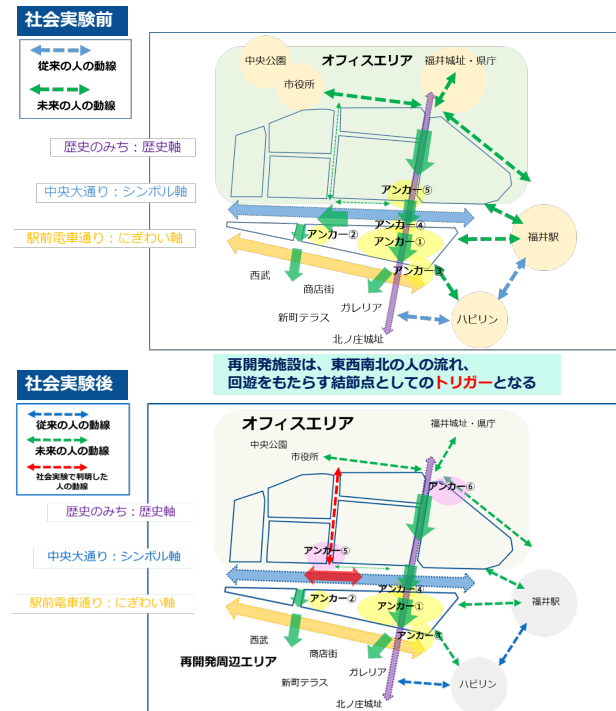 社会実験前
従来の人の動線
未来の人の動線
歴史のみち：歴史軸
中央大通り：シンボル軸
駅前電車通り：にぎわい軸
中央公園
市役所
オフィスエリア
福井城址・県庁
アンカー⑤
アンカー④
アンカー②
アンカー①
アンカー③
福井駅
西武
商店街
ガレリア
新町テラス
北ノ庄城址
ハピリン
再開発施設は、東西南北の人の流れ、
回遊をもたらす結節点としてのトリガーとなる
社会実験後
従来の人の動線
未来の人の動線
社会実験で判明した
人の動線
歴史のみち：歴史軸
中央大通り：シンボル軸
駅前電車通り：にぎわい軸
オフィスエリア
中央公園
市役所
福井城址・県庁
アンカー⑥
アンカー⑤
アンカー④
アンカー②
アンカー①
アンカー③
福井駅
西武
商店街
再開発周辺エリア
ガレリア
新町テラス
北ノ庄城址
ハピリン